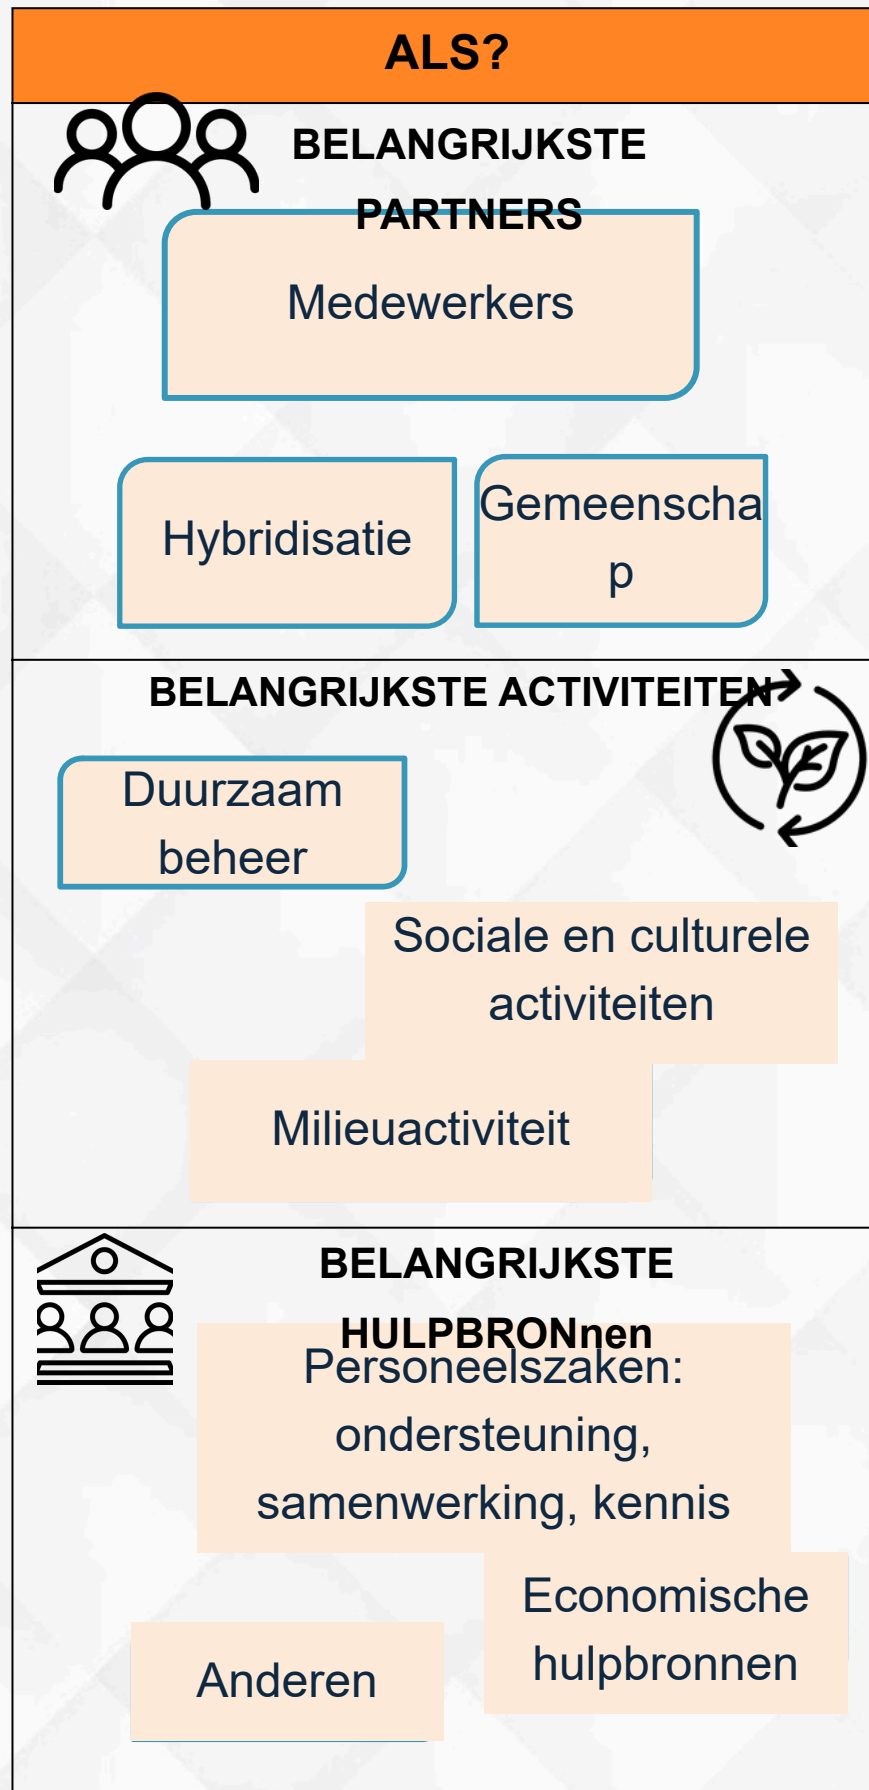 ALS?
BELANGRIJKSTE
PARTNERS
Medewerkers
Hybridisatie
Gemeenscha
p
BELANGRIJKSTE ACTIVITEITEN
Duurzaam
beheer
Sociale en culturele
activiteiten
Milieuactiviteit
BELANGRIJKSTE
HULPBRONnen
Personeelszaken:
ondersteuning,
samenwerking, kennis
Economische
hulpbronnen
Anderen